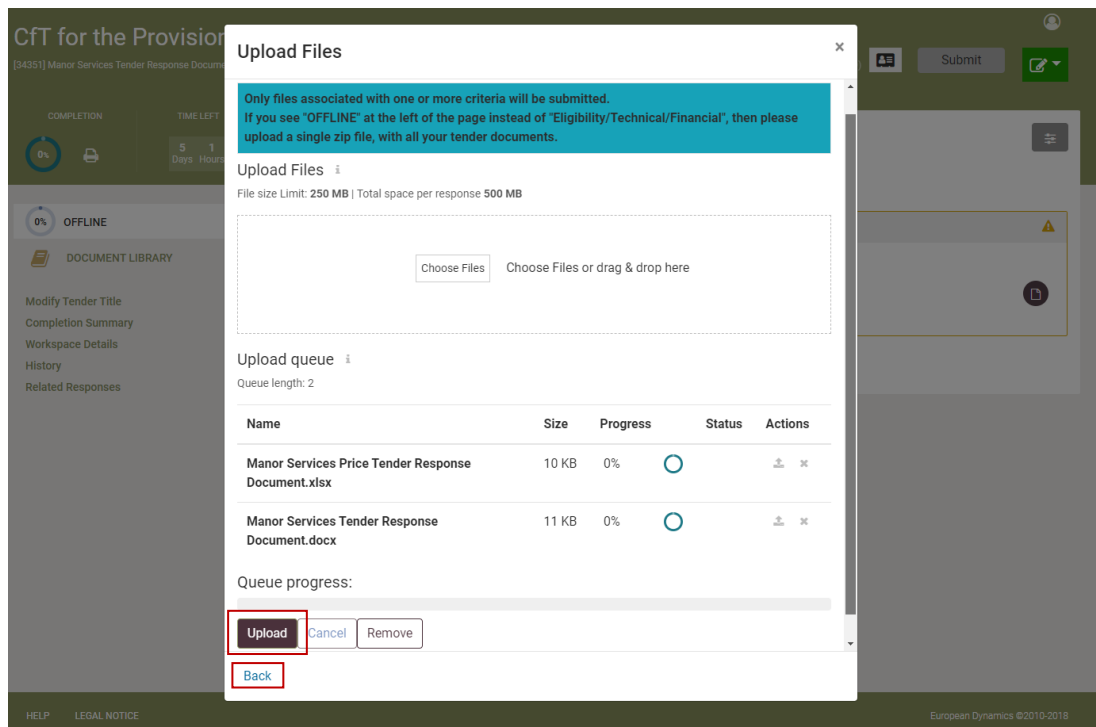 CfT for the Provision
[34351] Manor Services Tender Response Docume
Submit
COMPLETION
TIME LEFT
0%
5 1
Days Hours
0% OFFLINE
DOCUMENT LIBRARY
Modify Tender Title
Completion Summary
Workspace Details
History
Related Responses
Upload Files
×
Only files associated with one or more criteria will be submitted.
If you see "OFFLINE" at the left of the page instead of "Eligibility/Technical/Financial", then please
upload a single zip file, with all your tender documents.
Upload Files i
File size Limit: 250 MB | Total space per response 500 MB
Choose Files Choose Files or drag & drop here
Upload queue i
Queue length: 2
Name Size Progress Status Actions
Manor Services Price Tender Response 10 KB 0%
Document.xlsx
Manor Services Tender Response 11 KB 0%
Document.docx
Queue progress:
Upload Cancel Remove
Back
HELP LEGAL NOTICE European Dynamics ©2010-2018